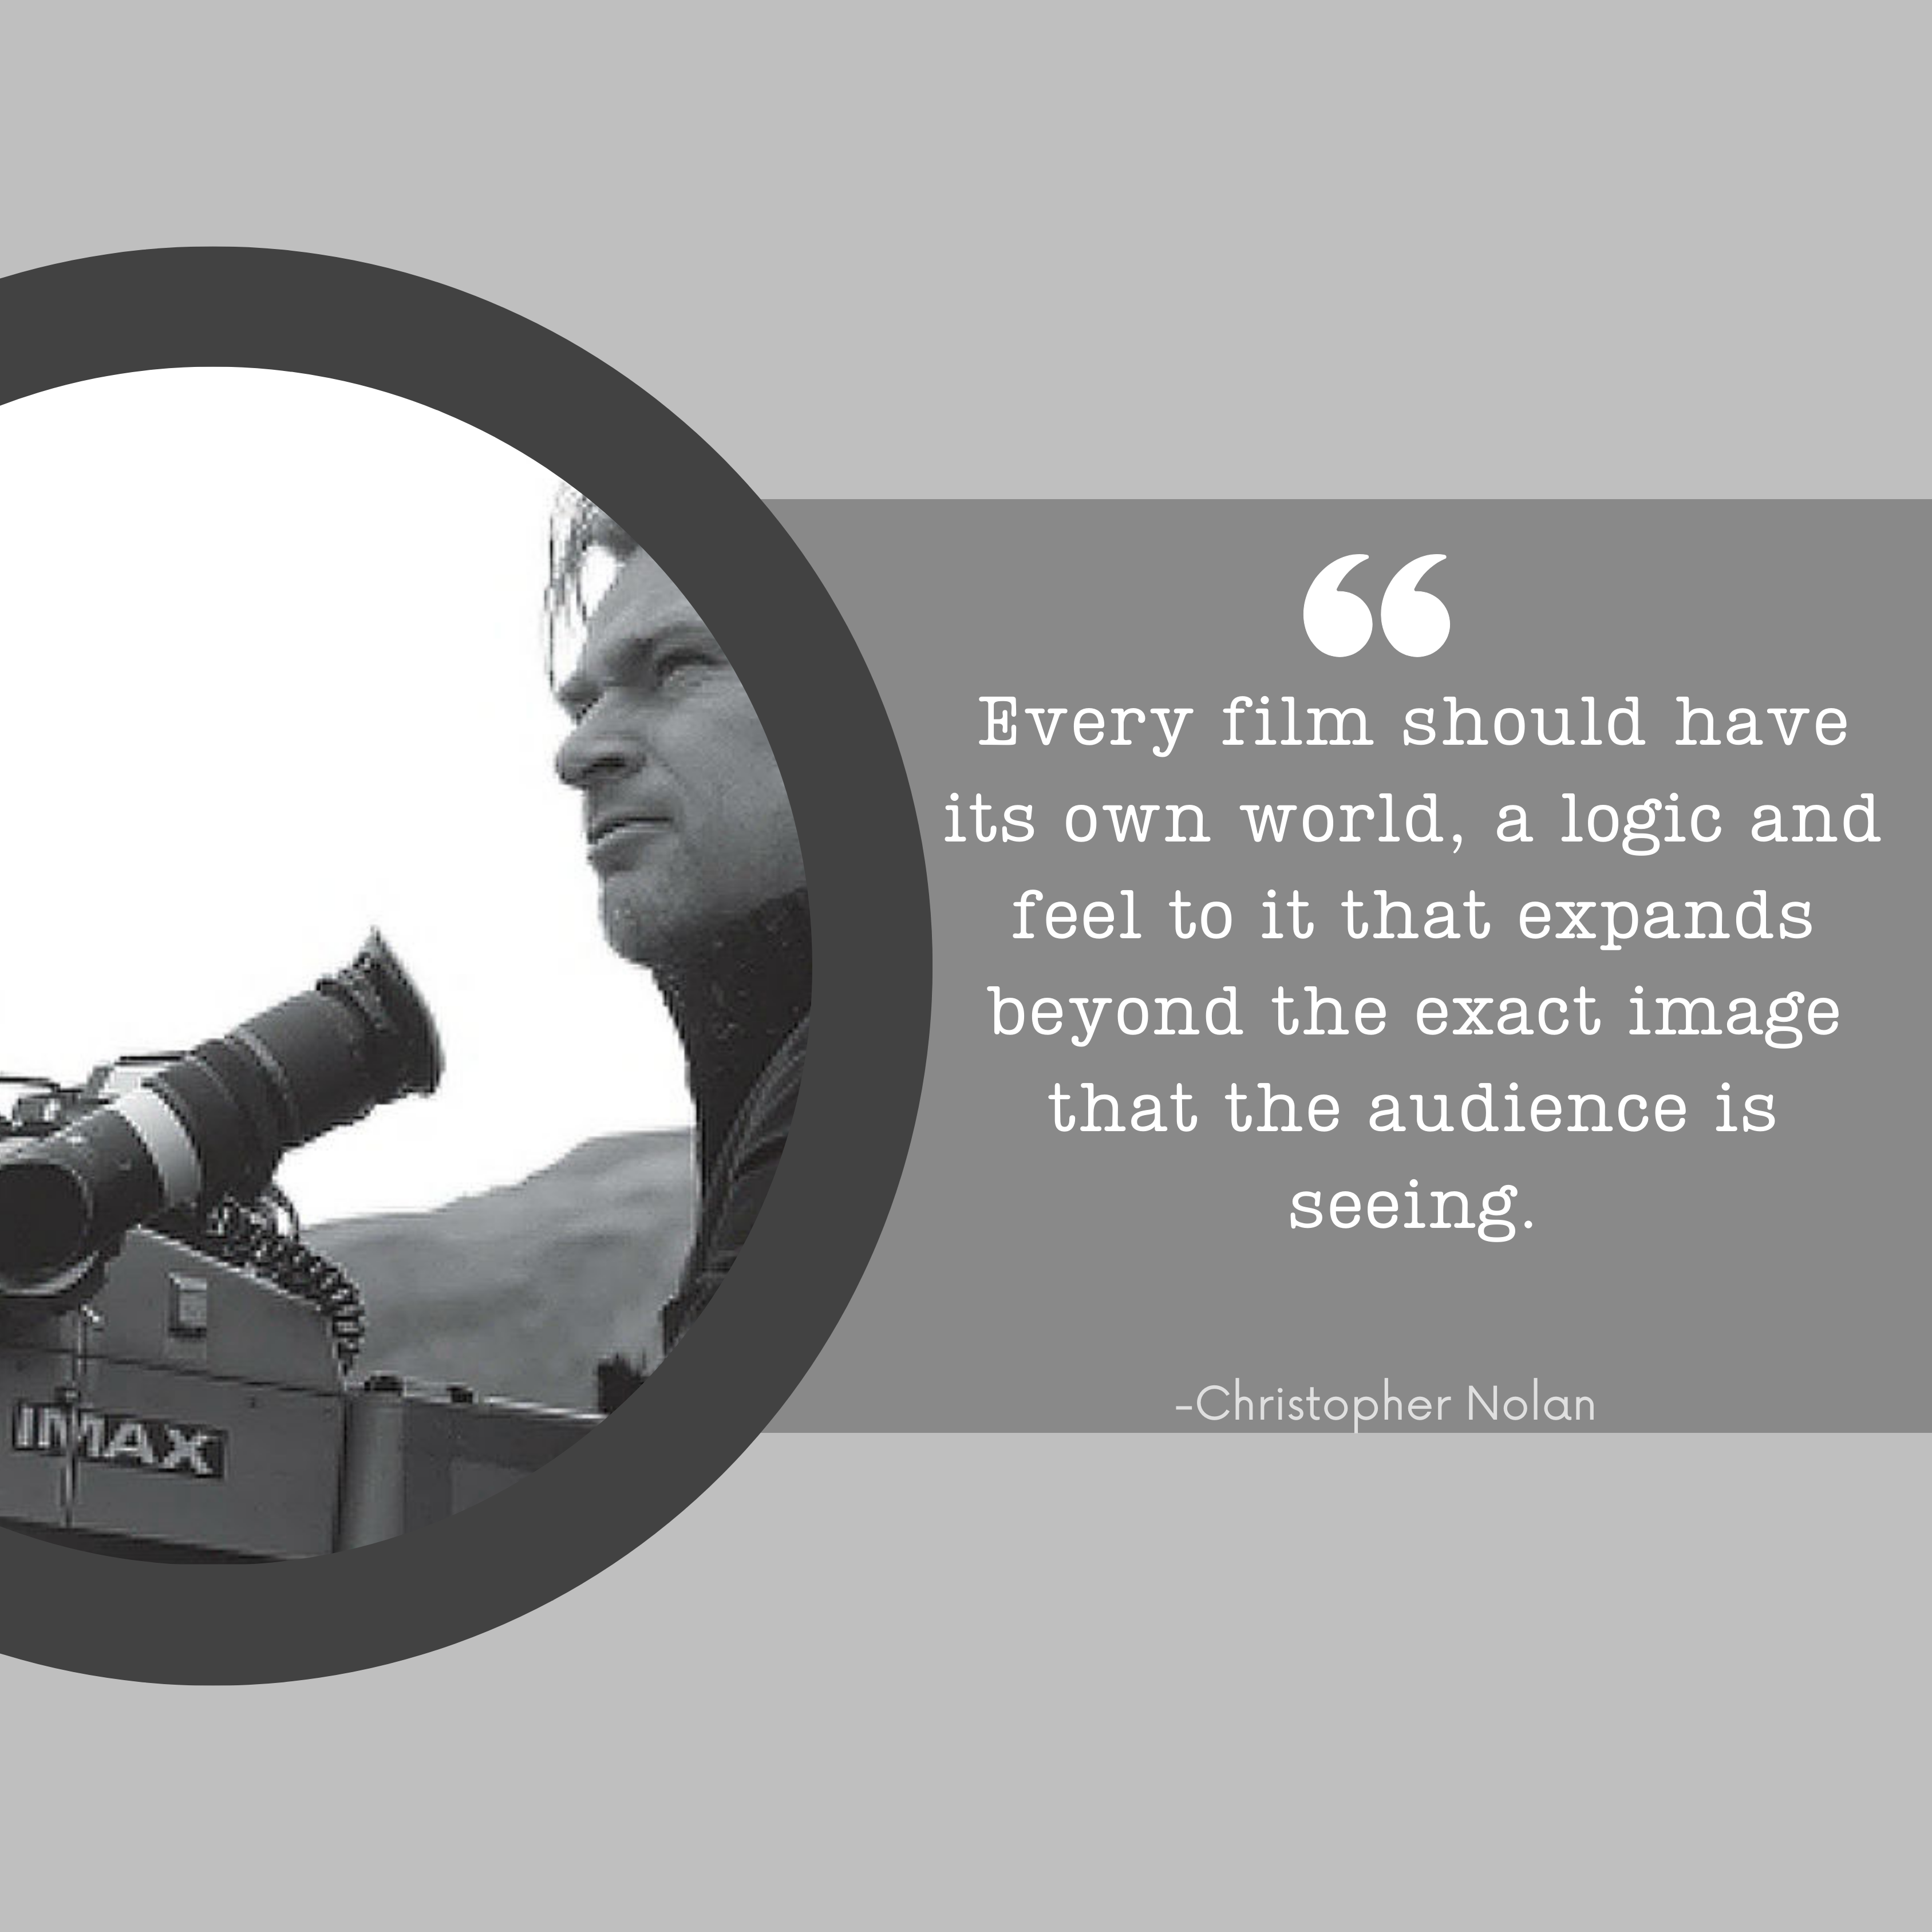 “
Every film should have
its own world, a logic and
feel to it that expands
beyond the exact image
that the audience is
seeing.
-Christopher Nolan
IMAX